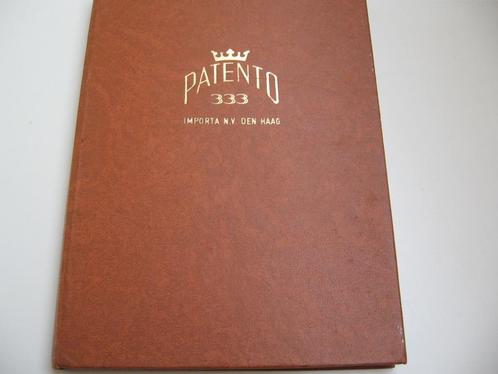 PATENTO
333
IMPORTA N.V. DEN HAAG